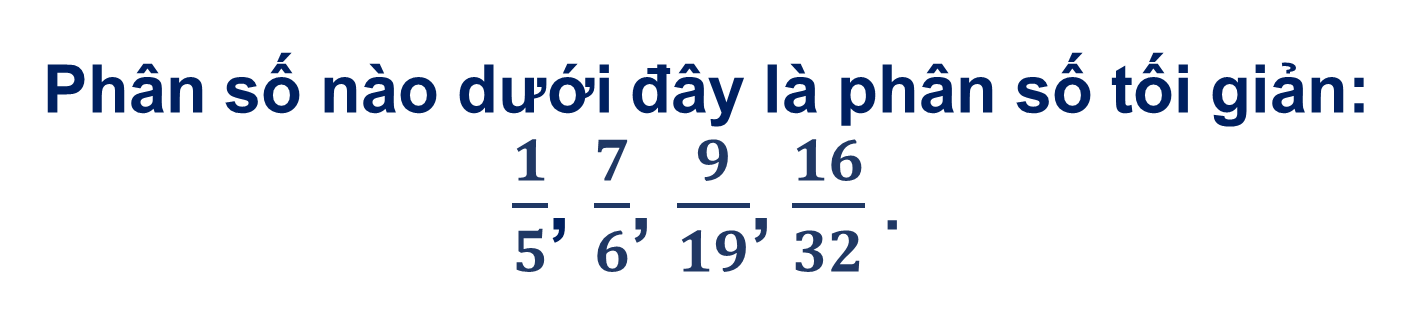 Phân số nào dưới đây là phân số tối giản:
1/5, 7/6, 9/19, 16/32 .